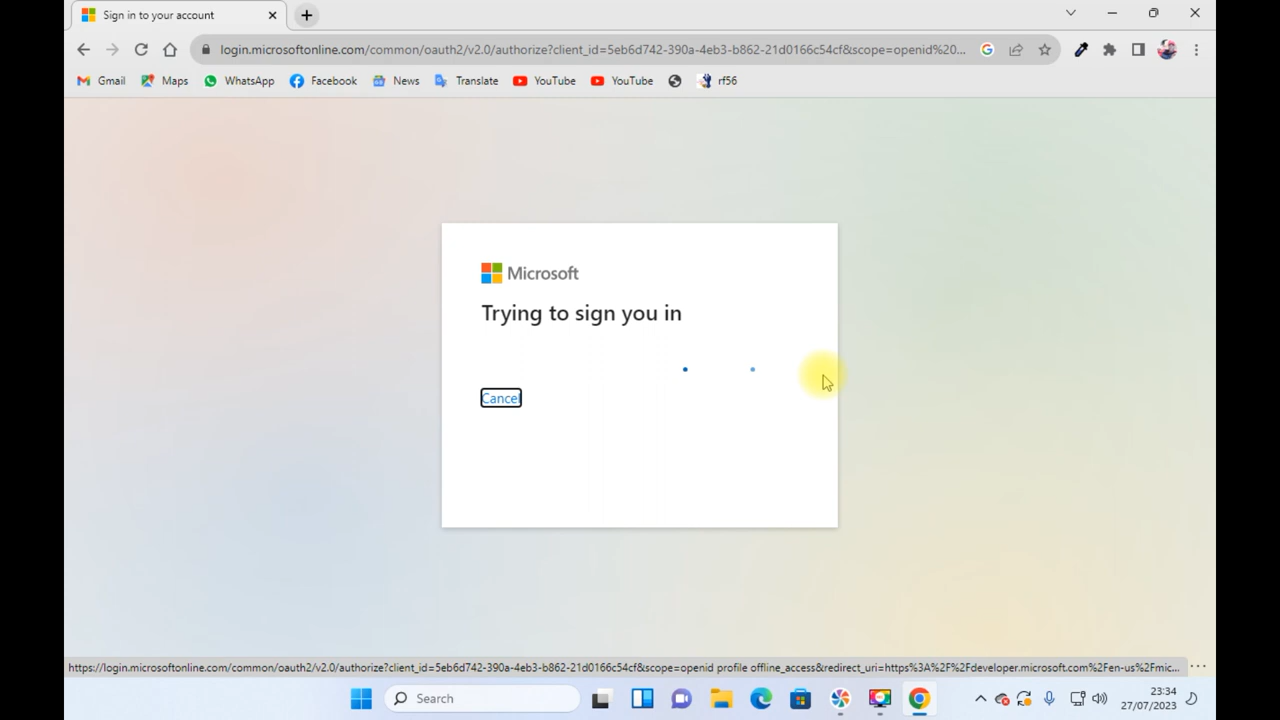 Sign in to your account
login.microsoftonline.com/common/oauth2/v2.0/authorize?client_id=5eb6d742-390a-4eb3-b862-21d0166c54cf&scope=openid%20...
Gmail Maps WhatsApp Facebook News Translate YouTube YouTube rf56
Microsoft
Trying to sign you in
Cancel
https://login.microsoftonline.com/common/oauth2/v2.0/authorize?client_id=5eb6d742-390a-4eb3-b862-21d0166c54cf&scope=openid profile offline_access&redirect_uri=https%3A%2F%2Fdeveloper.microsoft.com%2Fen-us%2Fmic...
Search
23:34
27/07/2023